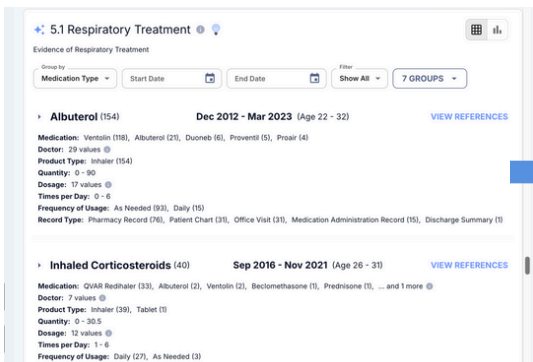 5.1 Respiratory Treatment
Evidence of Respiratory Treatment
Group by
Medication Type
Start Date
End Date
Filter
Show All
7 GROUPS
Albuterol (154) Dec 2012 - Mar 2023 (Age 22 - 32) VIEW REFERENCES
Medication: Ventolin (118), Albuterol (21), Duoneb (6), Proventil (5), Proair (4)
Doctor: 29 values
Product Type: Inhaler (154)
Quantity: 0 - 90
Dosage: 17 values
Times per Day: 0 - 6
Frequency of Usage: As Needed (93), Daily (15)
Record Type: Pharmacy Record (76), Patient Chart (31), Office Visit (31), Medication Administration Record (15), Discharge Summary (1)
Inhaled Corticosteroids (40) Sep 2016 - Nov 2021 (Age 26 - 31) VIEW REFERENCES
Medication: QVAR Redihaler (33), Albuterol (2), Ventolin (2), Beclomethasone (1), Prednisone (1), ... and 1 more
Doctor: 7 values
Product Type: Inhaler (39), Tablet (1)
Quantity: 0 - 30.5
Dosage: 12 values
Times per Day: 1 - 6
Frequency of Usage: Daily (27), As Needed (3)